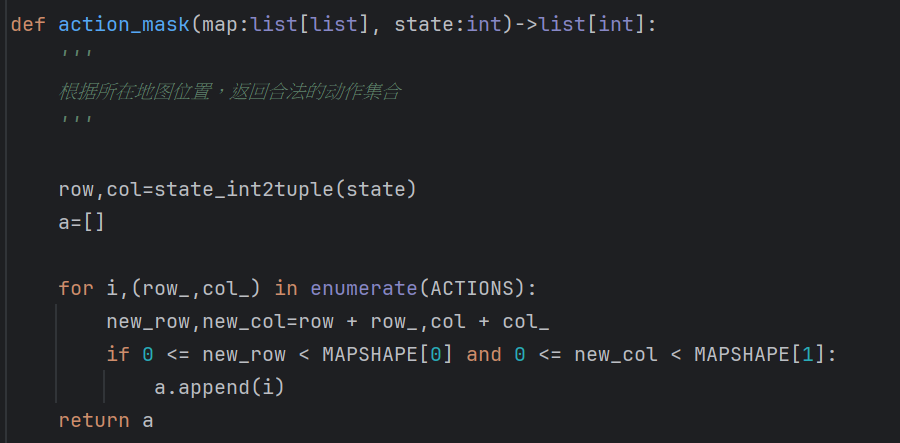 def action_mask(map:list[list], state:int)->list[int]:
    '''
    根据所在地图位置，返回合法的动作集合
    '''
    row,col=state_int2tuple(state)
    a=[]
    for i,(row_,col_) in enumerate(ACTIONS):
        new_row,new_col=row + row_,col + col_
        if 0 <= new_row < MAPSHAPE[0] and 0 <= new_col < MAPSHAPE[1]:
            a.append(i)
    return a